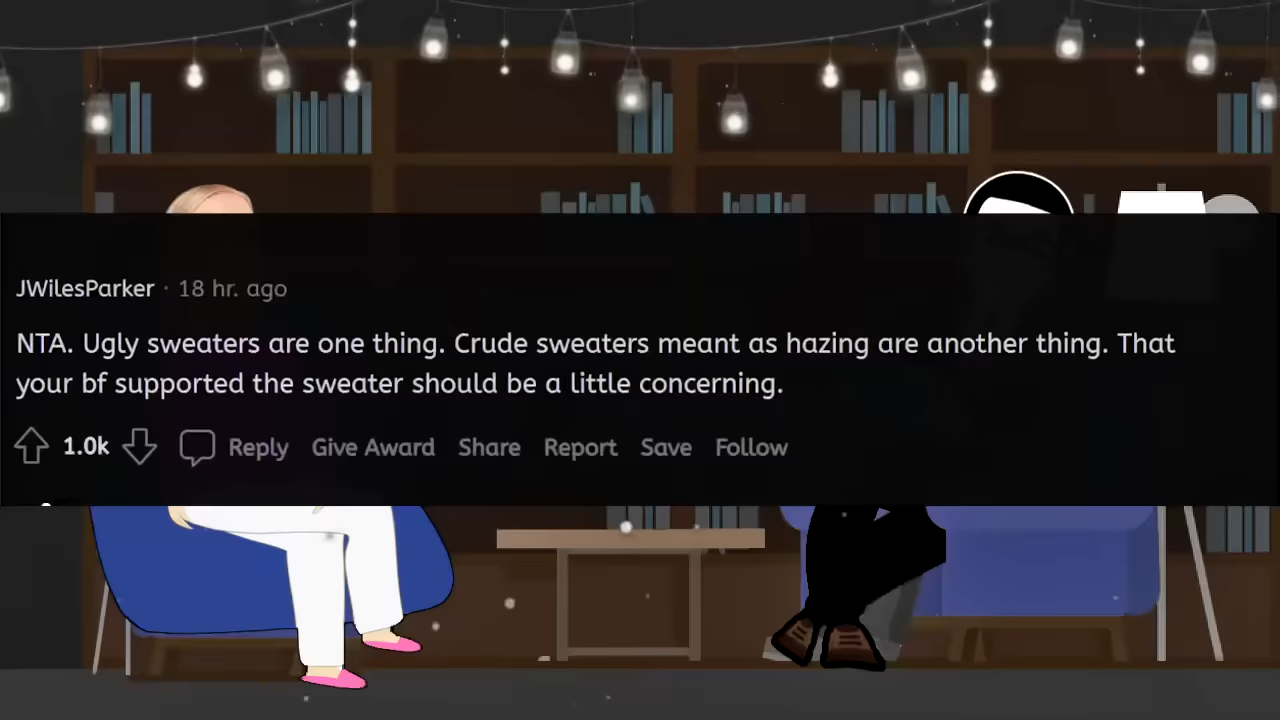 JWilesParker · 18 hr. ago
NTA. Ugly sweaters are one thing. Crude sweaters meant as hazing are another thing. That
your bf supported the sweater should be a little concerning.
1.0k Reply Give Award Share Report Save Follow